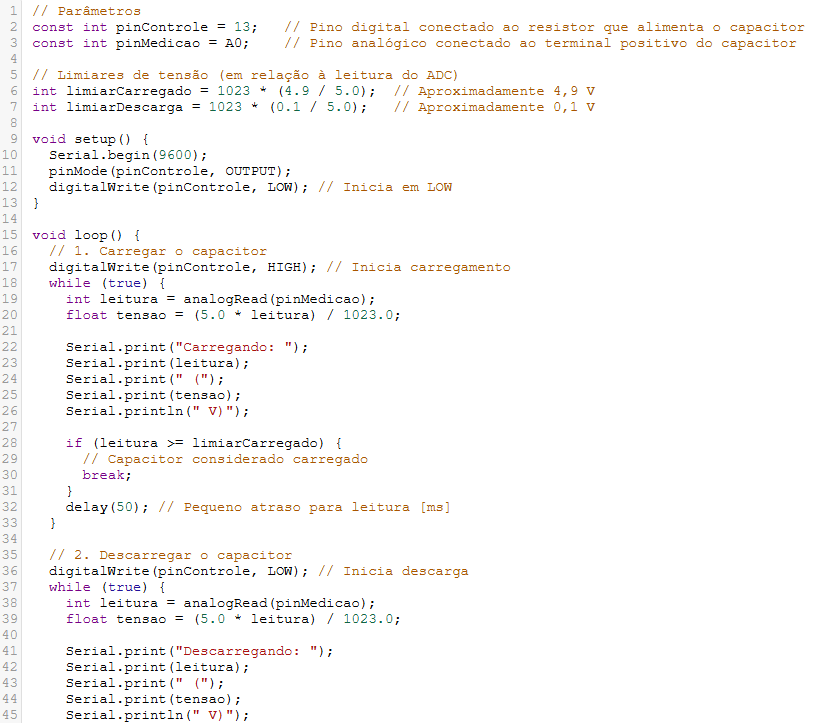 1 // Parâmetros
2 const int pinControle = 13;   // Pino digital conectado ao resistor que alimenta o capacitor
3 const int pinMedicao = A0;    // Pino analógico conectado ao terminal positivo do capacitor
4
5 // Limiares de tensão (em relação à leitura do ADC)
6 int limiarCarregado = 1023 * (4.9 / 5.0);  // Aproximadamente 4,9 V
7 int limiarDescarga = 1023 * (0.1 / 5.0);   // Aproximadamente 0,1 V
8
9 void setup() {
10   Serial.begin(9600);
11   pinMode(pinControle, OUTPUT);
12   digitalWrite(pinControle, LOW); // Inicia em LOW
13 }
14
15 void loop() {
16   // 1. Carregar o capacitor
17   digitalWrite(pinControle, HIGH); // Inicia carregamento
18   while (true) {
19     int leitura = analogRead(pinMedicao);
20     float tensao = (5.0 * leitura) / 1023.0;
21
22     Serial.print("Carregando: ");
23     Serial.print(leitura);
24     Serial.print(" (");
25     Serial.print(tensao);
26     Serial.println(" V)");
27
28     if (leitura >= limiarCarregado) {
29       // Capacitor considerado carregado
30       break;
31     }
32     delay(50); // Pequeno atraso para leitura [ms]
33   }
34
35   // 2. Descarregar o capacitor
36   digitalWrite(pinControle, LOW); // Inicia descarga
37   while (true) {
38     int leitura = analogRead(pinMedicao);
39     float tensao = (5.0 * leitura) / 1023.0;
40
41     Serial.print("Descarregando: ");
42     Serial.print(leitura);
43     Serial.print(" (");
44     Serial.print(tensao);
45     Serial.println(" V)");